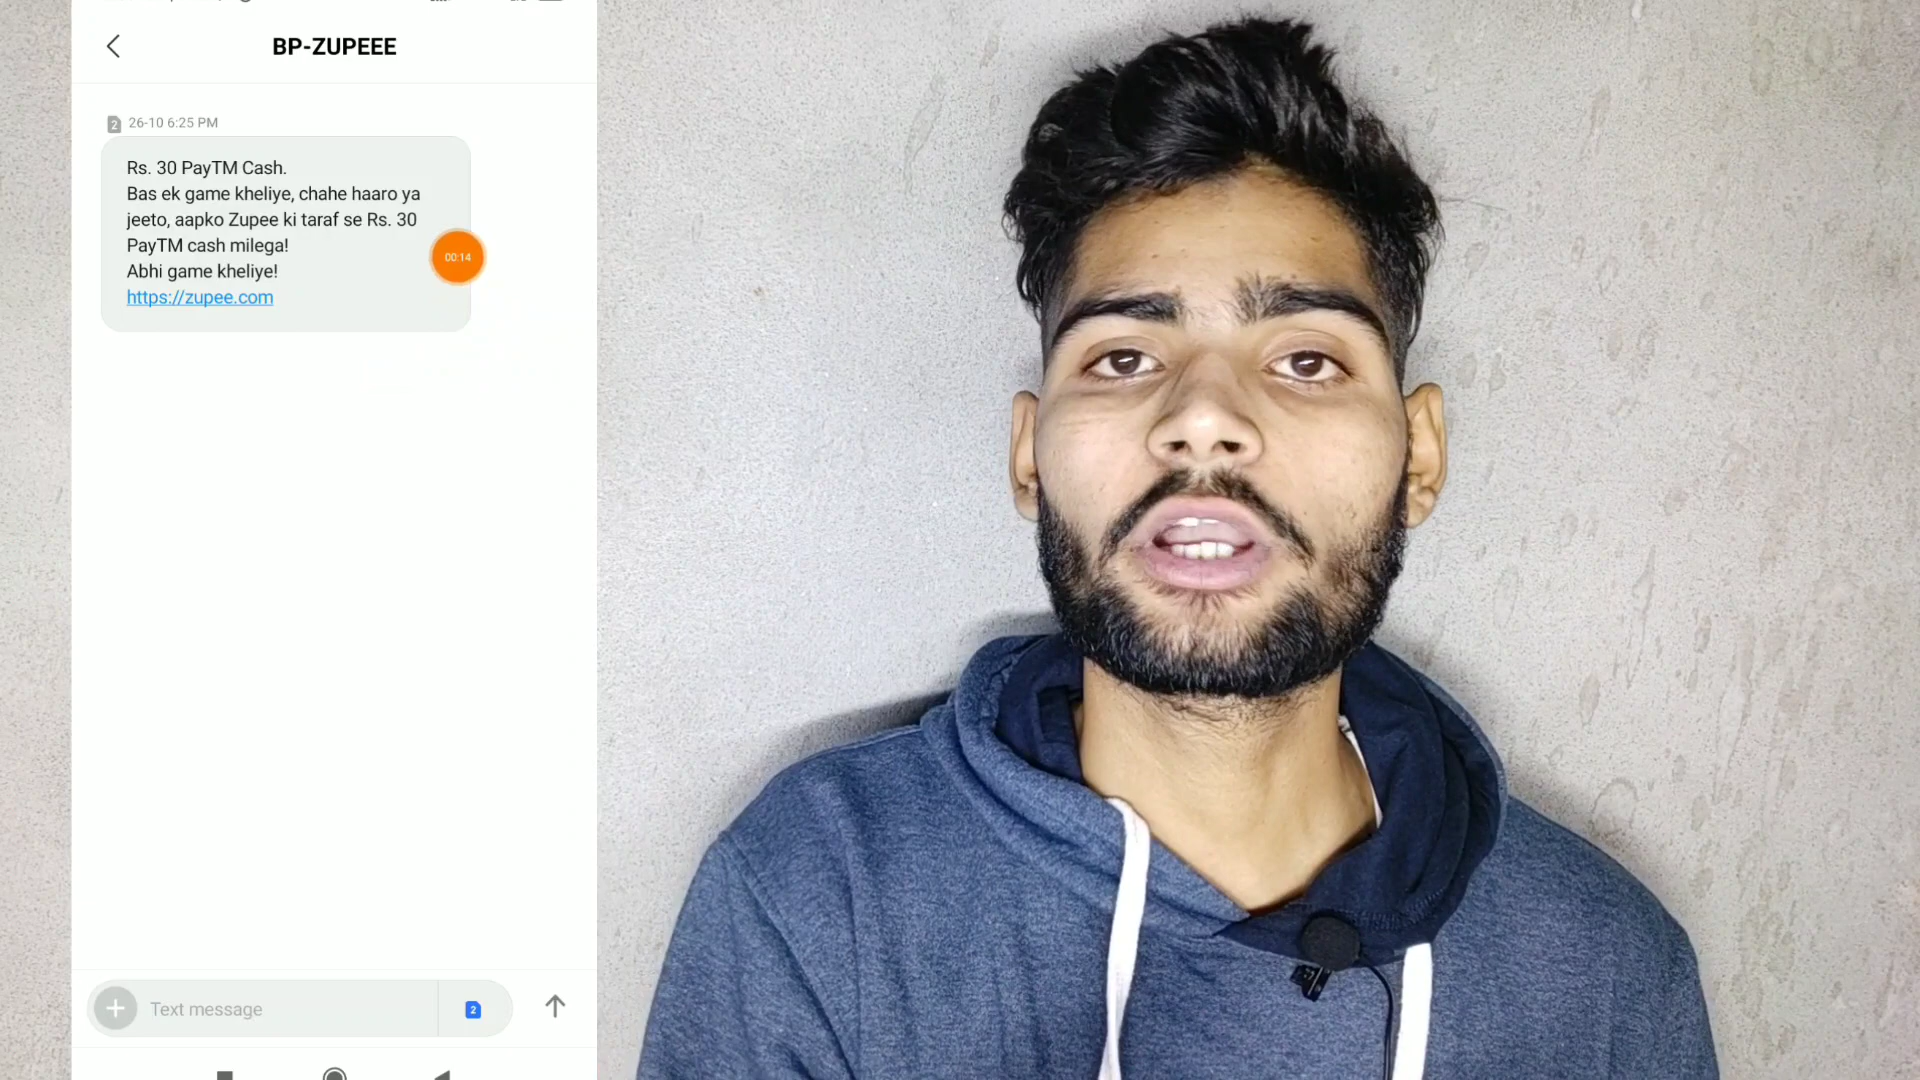 BP-ZUPEEE
2 26-10 6:25 PM
Rs. 30 PayTM Cash.
Bas ek game kheliye, chahe haaro ya
jeeto, aapko Zupee ki taraf se Rs. 30
PayTM cash milega!
00:14
Abhi game kheliye!
https://zupee.com
Text message
2